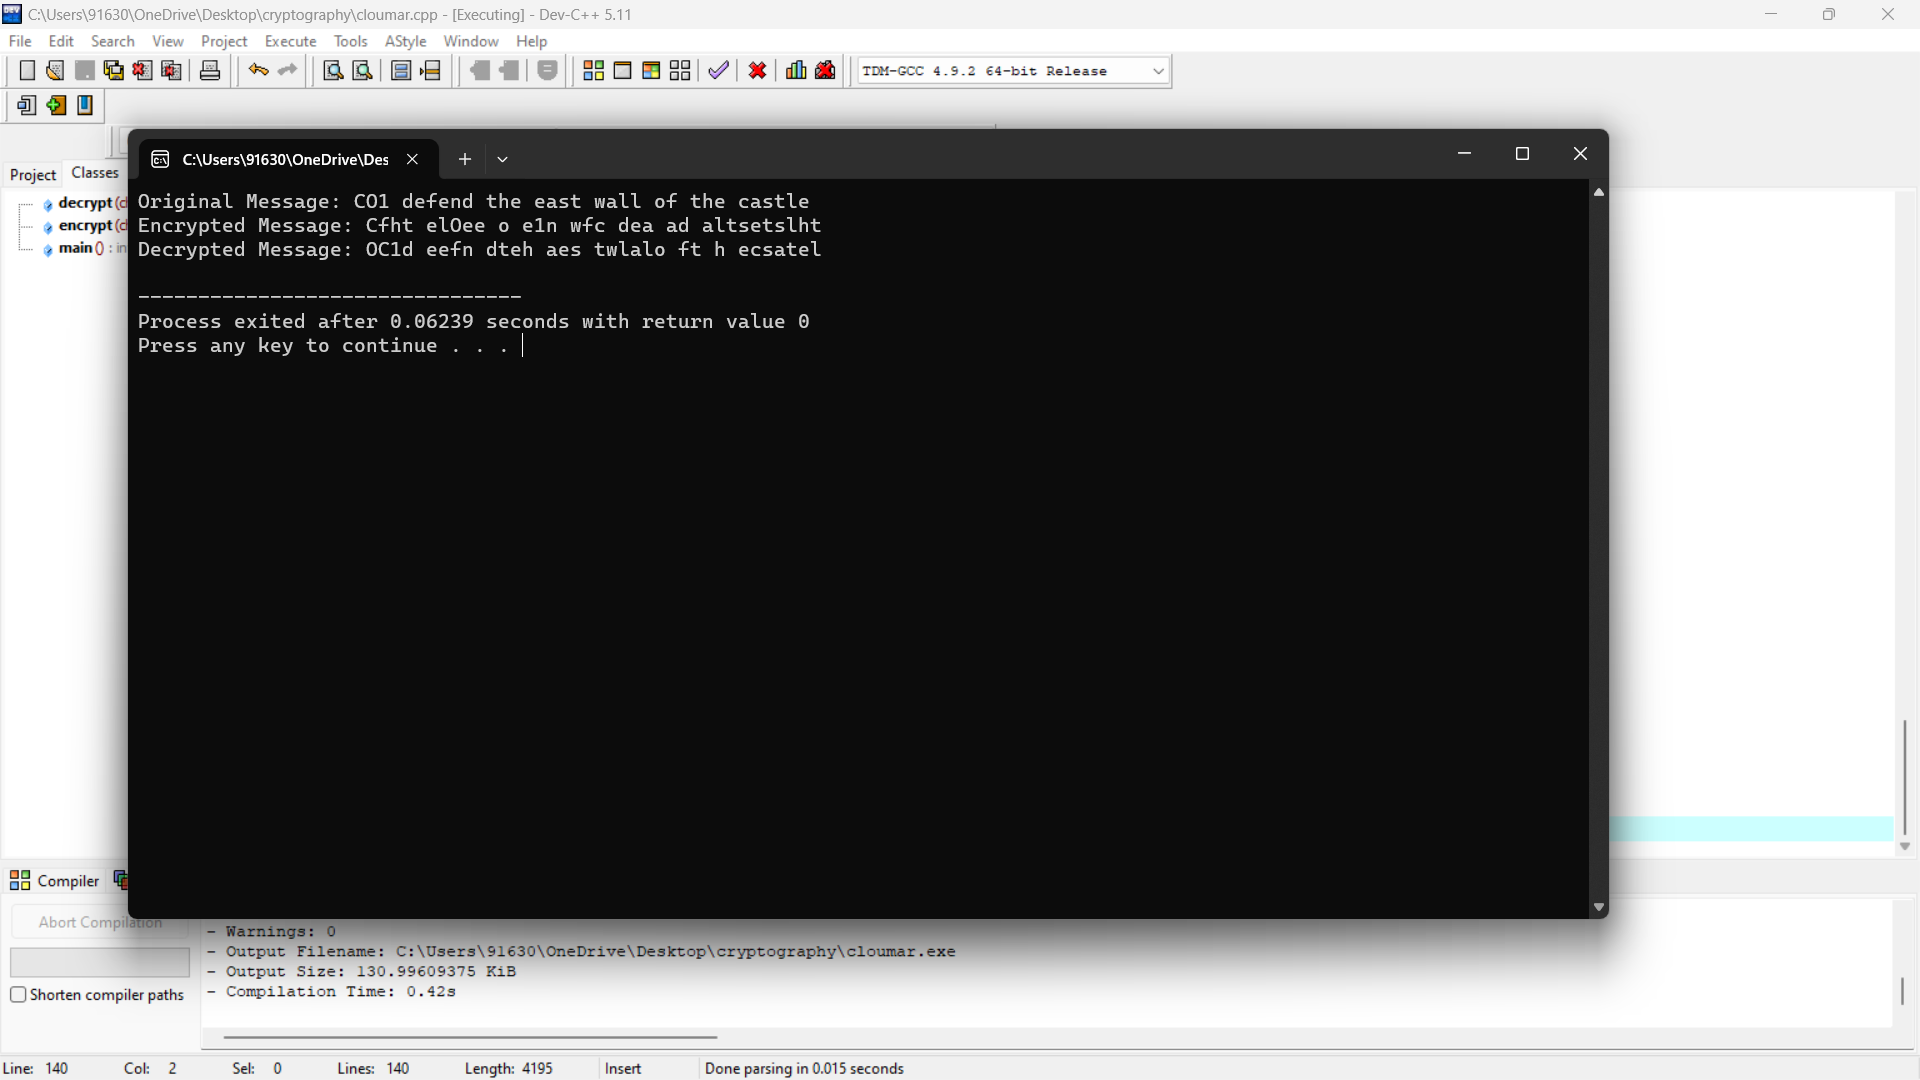 C:\Users\91630\OneDrive\Desktop\cryptography\cloumar.cpp - [Executing] - Dev-C++ 5.11
File Edit Search View Project Execute Tools AStyle Window Help
TDM-GCC 4.9.2 64-bit Release
C:\Users\91630\OneDrive\Des
Project Classes
decrypt (c
encrypt (c
main () : in
Original Message: CO1 defend the east wall of the castle
Encrypted Message: Cfht elOee o e1n wfc dea ad altsetslht
Decrypted Message: OC1d eefn dteh aes twlalo ft h ecsatel
--------------------------------
Process exited after 0.06239 seconds with return value 0
Press any key to continue . . .
Compiler
Abort Compilation
Shorten compiler paths
- Warnings: 0
- Output Filename: C:\Users\91630\OneDrive\Desktop\cryptography\cloumar.exe
- Output Size: 130.99609375 KiB
- Compilation Time: 0.42s
Line: 140 Col: 2 Sel: 0 Lines: 140 Length: 4195 Insert Done parsing in 0.015 seconds